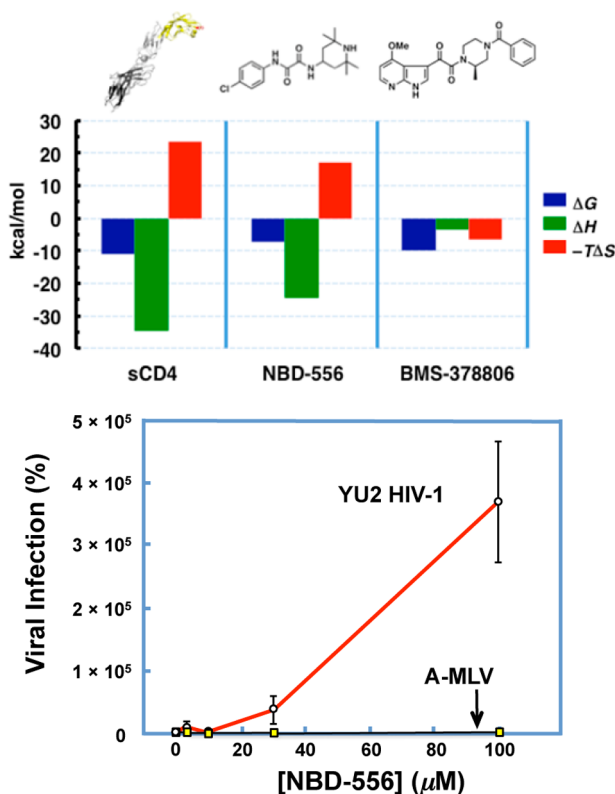 OMe
O
N
H
NH
Cl
N
H
O
O
H
N
O
N
N
O
O
N
N
H
30
20
10
0
-10
-20
-30
-40
kcal/mol
ΔG
ΔH
–TΔS
sCD4
NBD-556
BMS-378806
5 × 10⁵
4 × 10⁵
3 × 10⁵
2 × 10⁵
1 × 10⁵
0
Viral Infection (%)
YU2 HIV-1
A-MLV
0 20 40 60 80 100
[NBD-556] (μM)